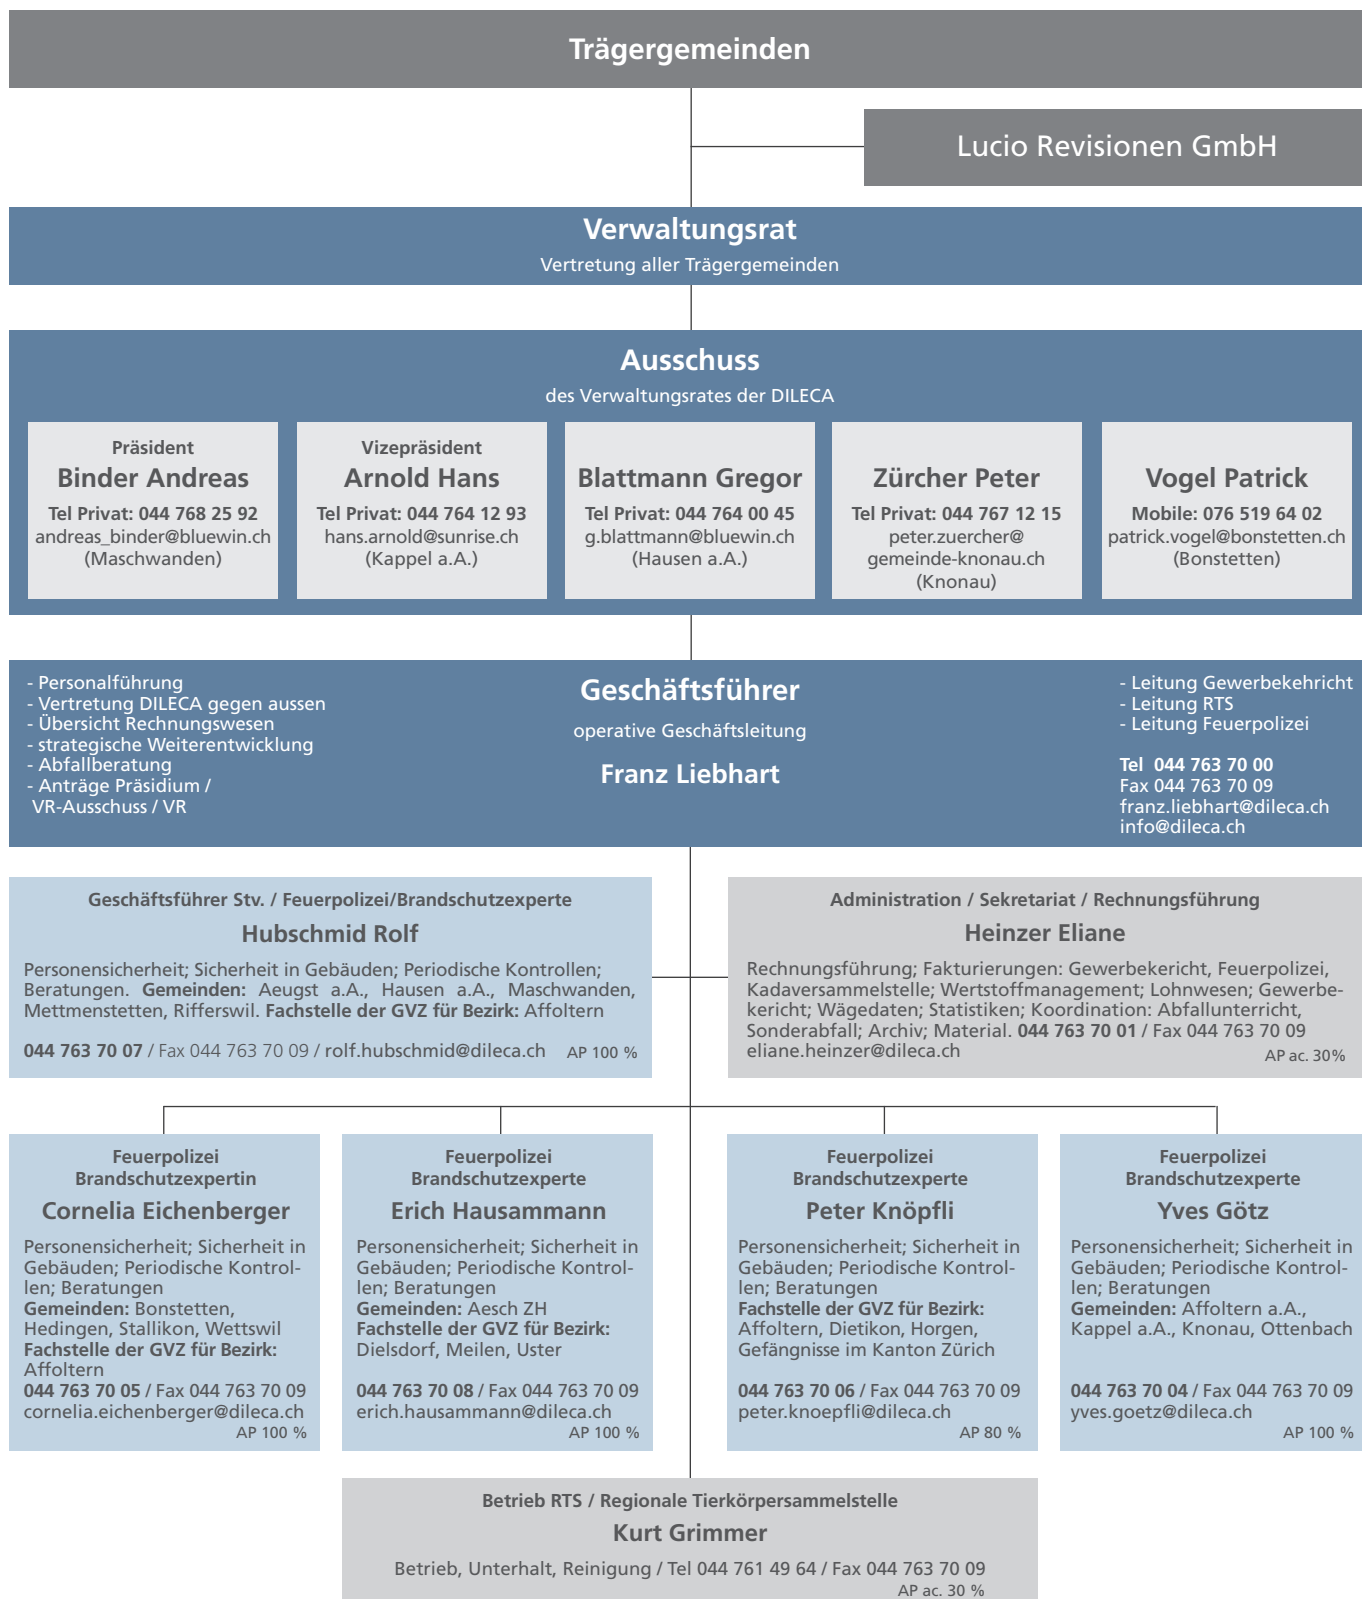 Trägergemeinden
Lucio Revisionen GmbH
Verwaltungsrat
Vertretung aller Trägergemeinden
Ausschuss
des Verwaltungsrates der DILECA
Präsident
Binder Andreas
Tel Privat: 044 768 25 92
andreas_binder@bluewin.ch
(Maschwanden)
Vizepräsident
Arnold Hans
Tel Privat: 044 764 12 93
hans.arnold@sunrise.ch
(Kappel a.A.)
Blattmann Gregor
Tel Privat: 044 764 00 45
g.blattmann@bluewin.ch
(Hausen a.A.)
Zürcher Peter
Tel Privat: 044 767 12 15
peter.zuercher@
gemeinde-knonau.ch
(Knonau)
Vogel Patrick
Mobile: 076 519 64 02
patrick.vogel@bonstetten.ch
(Bonstetten)
- Personalführung
- Vertretung DILECA gegen aussen
- Übersicht Rechnungswesen
- strategische Weiterentwicklung
- Abfallberatung
- Anträge Präsidium /
VR-Ausschuss / VR
Geschäftsführer
operative Geschäftsleitung
Franz Liebhart
- Leitung Gewerbekehricht
- Leitung RTS
- Leitung Feuerpolizei
Tel 044 763 70 00
Fax 044 763 70 09
franz.liebhart@dileca.ch
info@dileca.ch
Geschäftsführer Stv. / Feuerpolizei/Brandschutzexperte
Hubschmid Rolf
Personensicherheit; Sicherheit in Gebäuden; Periodische Kontrollen;
Beratungen. Gemeinden: Aeugst a.A., Hausen a.A., Maschwanden,
Mettmenstetten, Rifferswil. Fachstelle der GVZ für Bezirk: Affoltern
044 763 70 07 / Fax 044 763 70 09 / rolf.hubschmid@dileca.ch AP 100 %
Administration / Sekretariat / Rechnungsführung
Heinzer Eliane
Rechnungsführung; Fakturierungen: Gewerbekericht, Feuerpolizei,
Kadaversammelstelle; Wertstoffmanagement; Lohnwesen; Gewerbe-
kericht; Wägedaten; Statistiken; Koordination: Abfallunterricht,
Sonderabfall; Archiv; Material. 044 763 70 01 / Fax 044 763 70 09
eliane.heinzer@dileca.ch AP ac. 30%
Feuerpolizei
Brandschutzexpertin
Cornelia Eichenberger
Personensicherheit; Sicherheit in
Gebäuden; Periodische Kontrol-
len; Beratungen
Gemeinden: Bonstetten,
Hedingen, Stallikon, Wettswil
Fachstelle der GVZ für Bezirk:
Affoltern
044 763 70 05 / Fax 044 763 70 09
cornelia.eichenberger@dileca.ch
AP 100 %
Feuerpolizei
Brandschutzexperte
Erich Hausammann
Personensicherheit; Sicherheit in
Gebäuden; Periodische Kontrol-
len; Beratungen
Gemeinden: Aesch ZH
Fachstelle der GVZ für Bezirk:
Dielsdorf, Meilen, Uster
044 763 70 08 / Fax 044 763 70 09
erich.hausammann@dileca.ch
AP 100 %
Feuerpolizei
Brandschutzexperte
Peter Knöpfli
Personensicherheit; Sicherheit in
Gebäuden; Periodische Kontrol-
len; Beratungen
Fachstelle der GVZ für Bezirk:
Affoltern, Dietikon, Horgen,
Gefängnisse im Kanton Zürich
044 763 70 06 / Fax 044 763 70 09
peter.knoepfli@dileca.ch
AP 80 %
Feuerpolizei
Brandschutzexperte
Yves Götz
Personensicherheit; Sicherheit in
Gebäuden; Periodische Kontrol-
len; Beratungen
Gemeinden: Affoltern a.A.,
Kappel a.A., Knonau, Ottenbach
044 763 70 04 / Fax 044 763 70 09
yves.goetz@dileca.ch
AP 100 %
Betrieb RTS / Regionale Tierkörpersammelstelle
Kurt Grimmer
Betrieb, Unterhalt, Reinigung / Tel 044 761 49 64 / Fax 044 763 70 09
AP ac. 30 %